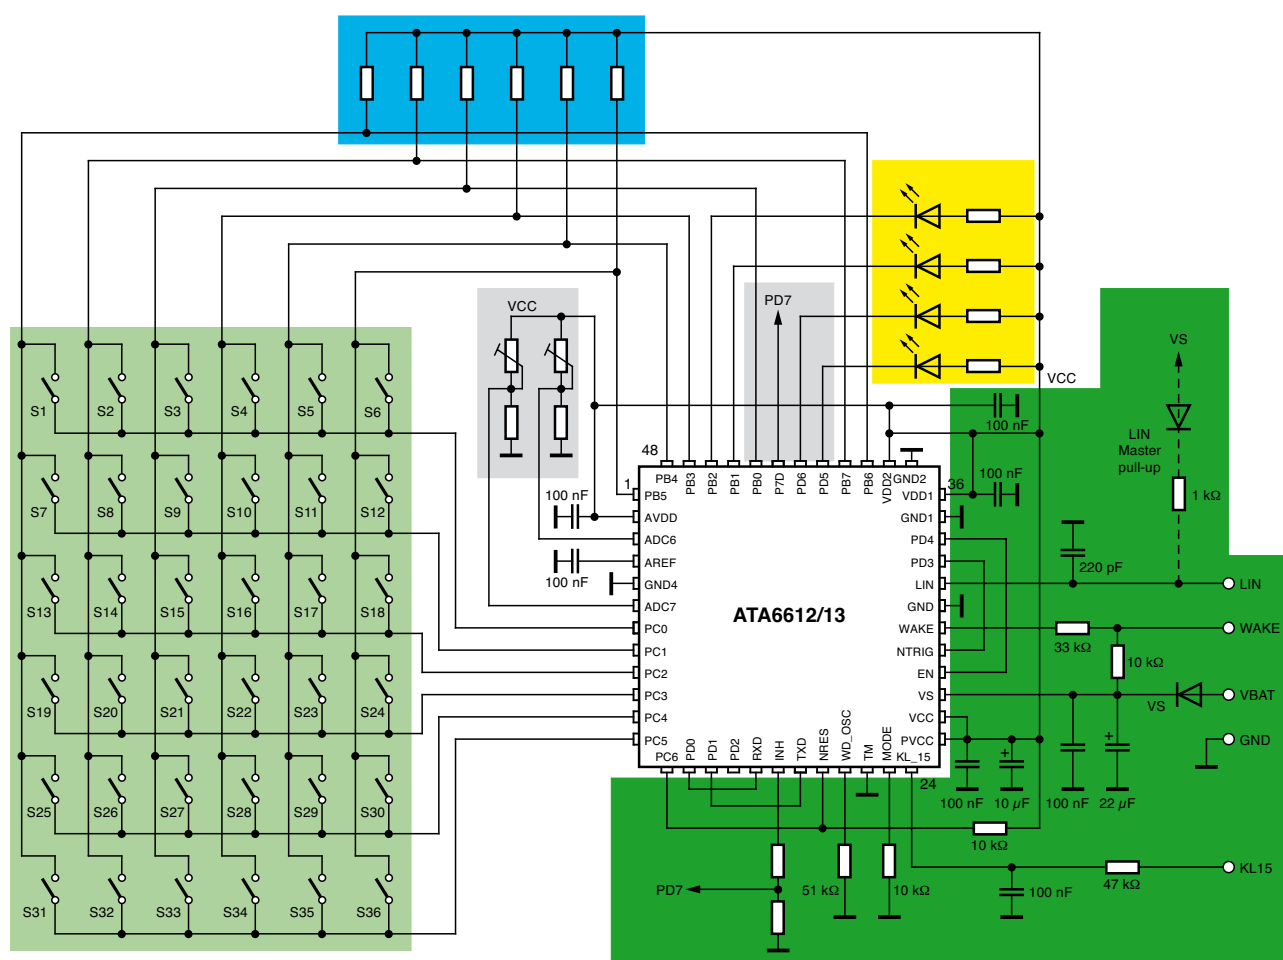 VCC
PD7
VS
VCC
LIN
Master
pull-up
1 kΩ
S1 S2 S3 S4 S5 S6
S7 S8 S9 S10 S11 S12
S13 S14 S15 S16 S17 S18
S19 S20 S21 S22 S23 S24
S25 S26 S27 S28 S29 S30
S31 S32 S33 S34 S35 S36
100 nF
100 nF
100 nF
100 nF
48
PB4 PB3 PB2 PB1 PB0 P7D PD6 PD5 PB7 PB6 VDD2 GND2
1
36
PB5
AVDD
ADC6
AREF
GND4
ADC7
PC0
PC1
PC2
PC3
PC4
PC5
VDD1
GND1
PD4
PD3
LIN
GND
WAKE
NTRIG
EN
VS
VCC
PVCC
ATA6612/13
PC6 PD0 PD1 PD2 RXD INH TXD NRES WD_OSC TM MODE KL_15
24
220 pF
LIN
WAKE
33 kΩ
10 kΩ
VS
VBAT
GND
+
+
100 nF
10 µF
100 nF
22 µF
10 kΩ
PD7
51 kΩ
10 kΩ
100 nF
47 kΩ
KL15